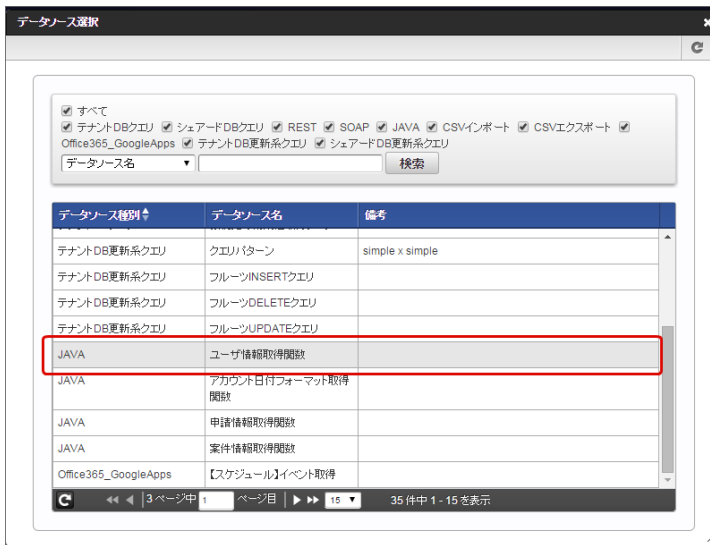 データソース選択
すべて
テナントDBクエリ シェアードDBクエリ REST SOAP JAVA CSVインポート CSVエクスポート
Office365_GoogleApps テナントDB更新系クエリ シェアードDB更新系クエリ
データソース名 検索
データソース種別 データソース名 備考
テナントDB更新系クエリ クエリパターン simple x simple
テナントDB更新系クエリ フルーツINSERTクエリ
テナントDB更新系クエリ フルーツDELETEクエリ
テナントDB更新系クエリ フルーツUPDATEクエリ
JAVA ユーザ情報取得関数
JAVA アカウント日付フォーマット取得
関数
JAVA 申請情報取得関数
JAVA 案件情報取得関数
Office365_GoogleApps 【スケジュール】イベント取得
3 ページ中 1 ページ目 15 35 件中 1 - 15 を表示